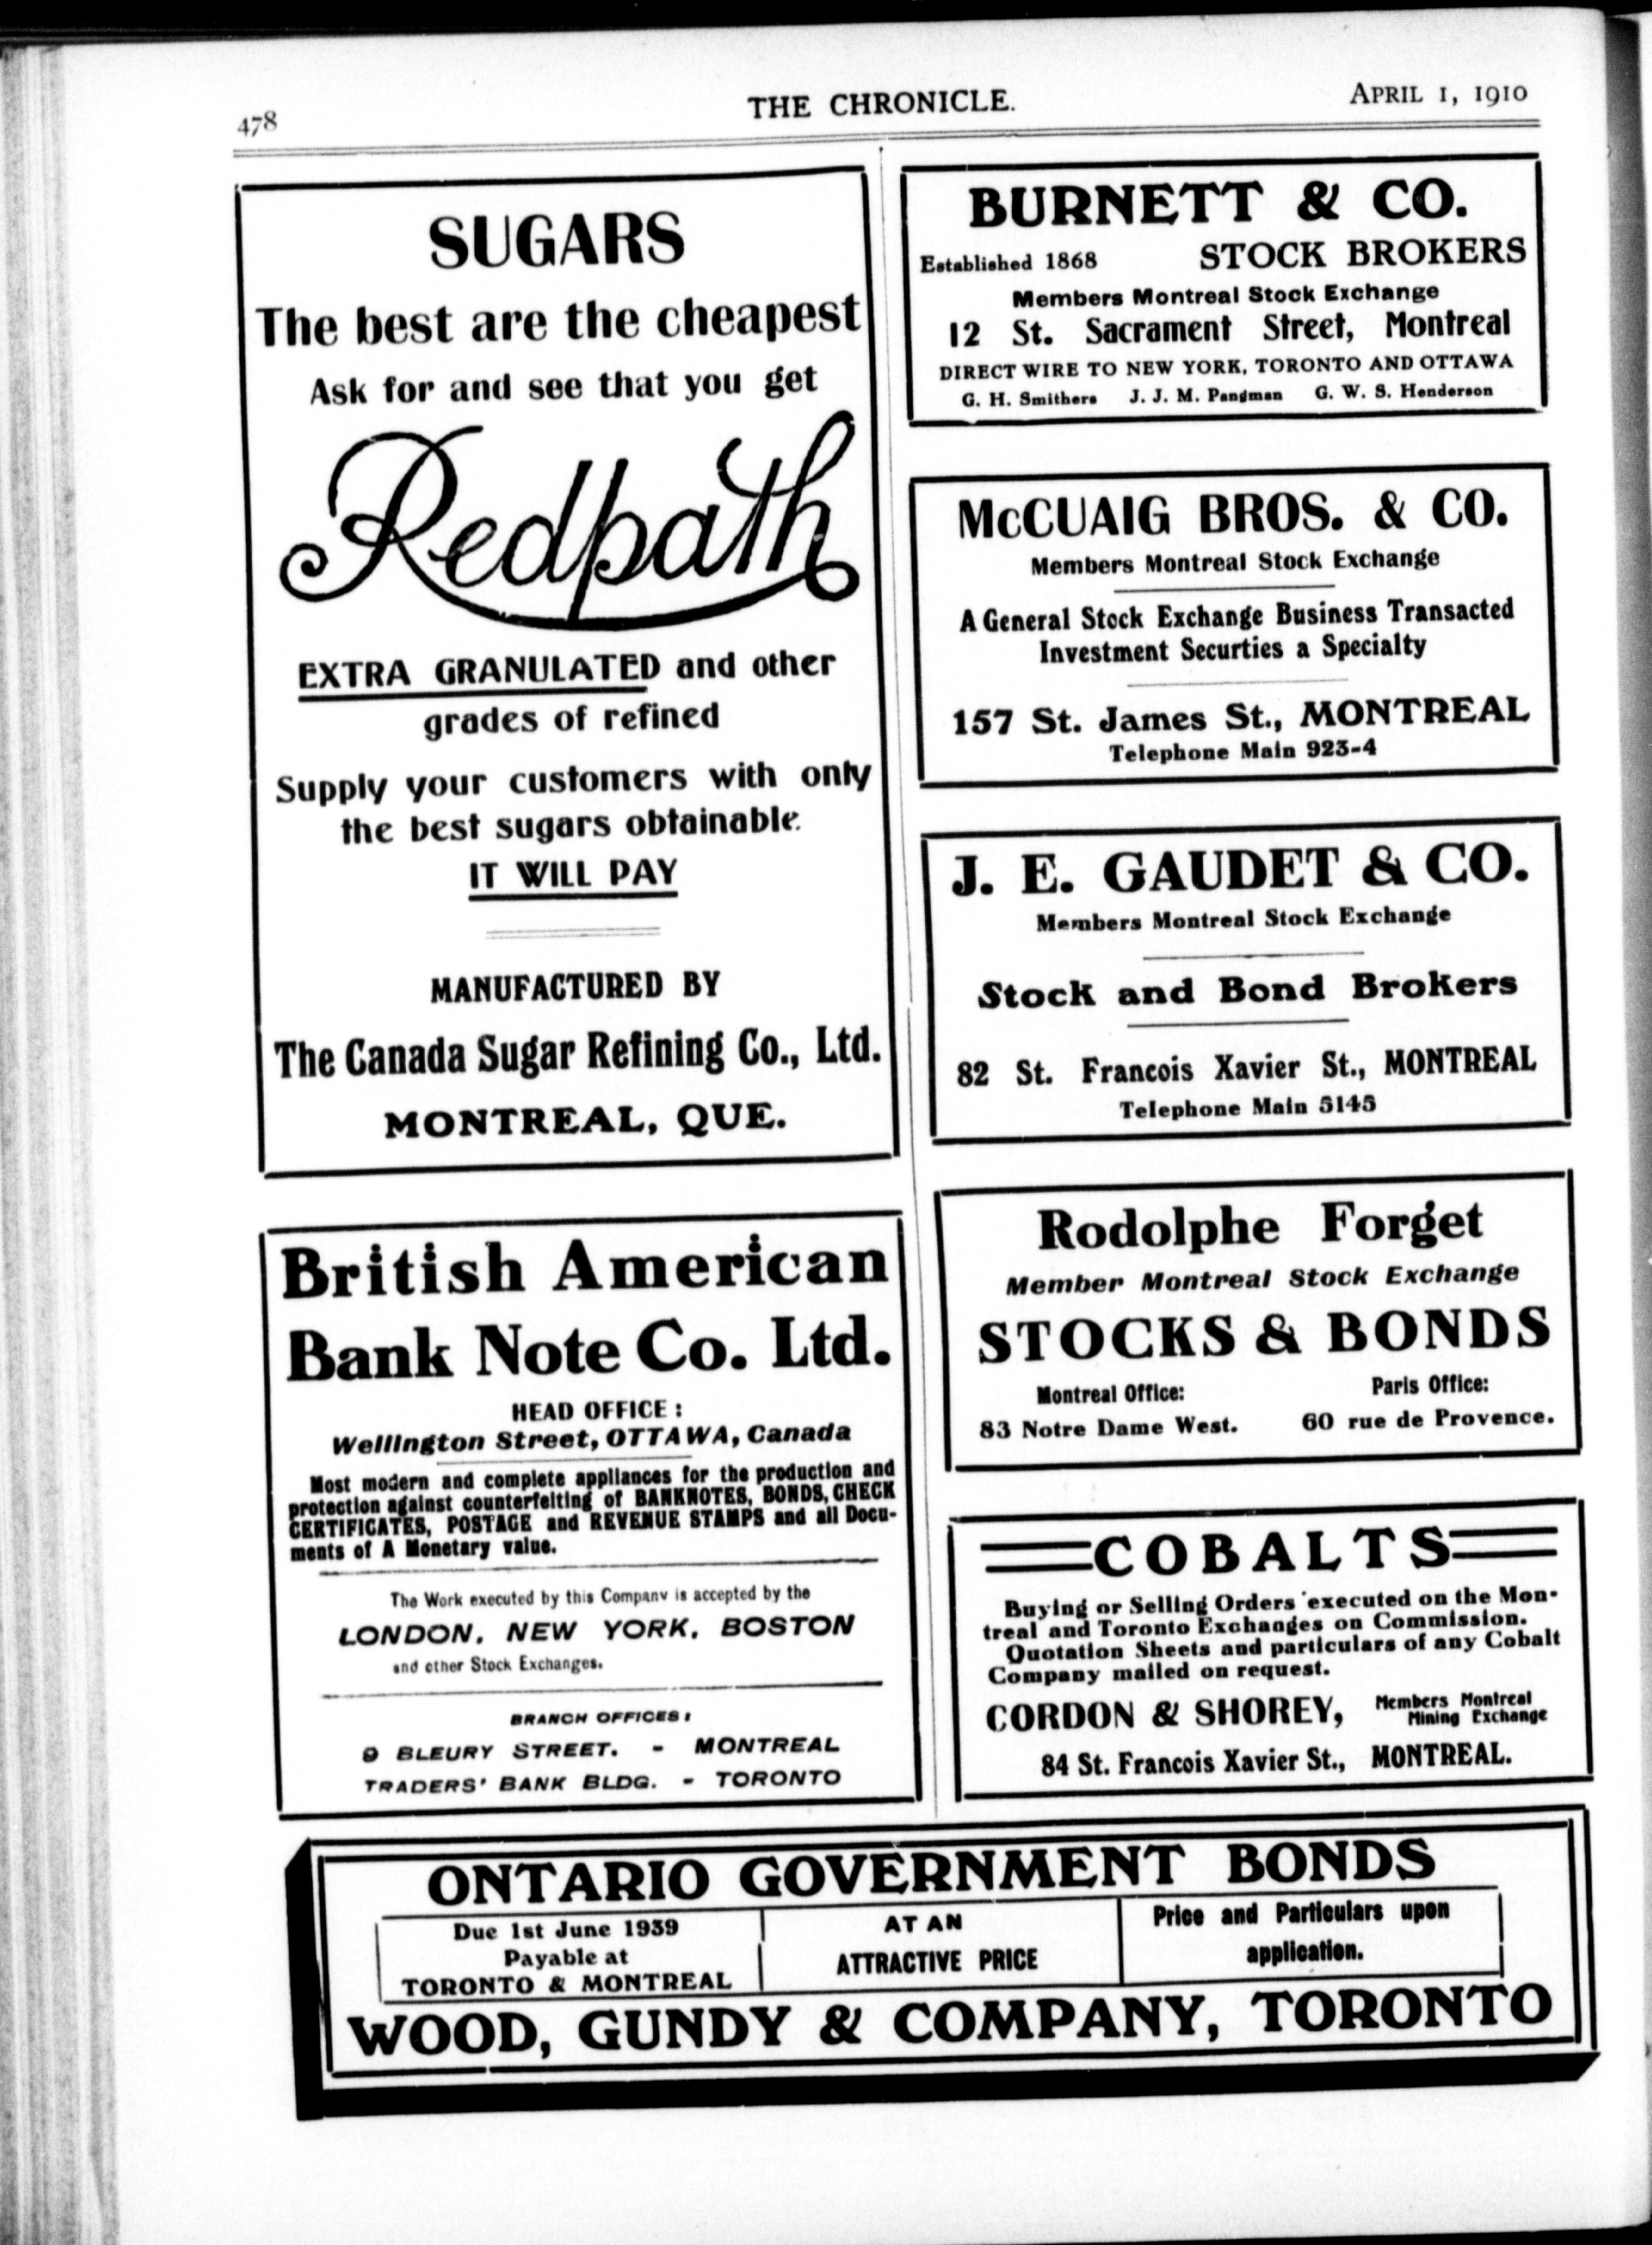 478
THE CHRONICLE.
APRIL 1, 1910
SUGARS
The best are the cheapest
Ask for and see that you get
Redpath
EXTRA GRANULATED and other
grades of refined
Supply your customers with only
the best sugars obtainable.
IT WILL PAY
MANUFACTURED BY
The Canada Sugar Refining Co., Ltd.
MONTREAL, QUE.
British American
Bank Note Co. Ltd.
HEAD OFFICE :
Wellington Street, OTTAWA, Canada
Most modern and complete appliances for the production and
protection against counterfeiting of BANKNOTES, BONDS, CHECK
CERTIFICATES, POSTAGE and REVENUE STAMPS and all Docu-
ments of A Monetary value.
The Work executed by this Company is accepted by the
LONDON, NEW YORK, BOSTON
and other Stock Exchanges.
BRANCH OFFICES :
9 BLEURY STREET. - MONTREAL
TRADERS' BANK BLDG. - TORONTO
BURNETT & CO.
Established 1868 STOCK BROKERS
Members Montreal Stock Exchange
12 St. Sacrament Street, Montreal
DIRECT WIRE TO NEW YORK, TORONTO AND OTTAWA
G. H. Smithers J. J. M. Pangman G. W. S. Henderson
McCUAIG BROS. & CO.
Members Montreal Stock Exchange
A General Stock Exchange Business Transacted
Investment Securties a Specialty
157 St. James St., MONTREAL
Telephone Main 923-4
J. E. GAUDET & CO.
Members Montreal Stock Exchange
Stock and Bond Brokers
82 St. Francois Xavier St., MONTREAL
Telephone Main 5145
Rodolphe Forget
Member Montreal Stock Exchange
STOCKS & BONDS
Montreal Office: Paris Office:
83 Notre Dame West. 60 rue de Provence.
COBALTS
Buying or Selling Orders executed on the Mon-
treal and Toronto Exchanges on Commission.
Quotation Sheets and particulars of any Cobalt
Company mailed on request.
CORDON & SHOREY, Members Montreal
Mining Exchange
84 St. Francois Xavier St., MONTREAL.
ONTARIO GOVERNMENT BONDS
Due 1st June 1939
Payable at
TORONTO & MONTREAL
AT AN
ATTRACTIVE PRICE
Price and Particulars upon
application.
WOOD, GUNDY & COMPANY, TORONTO